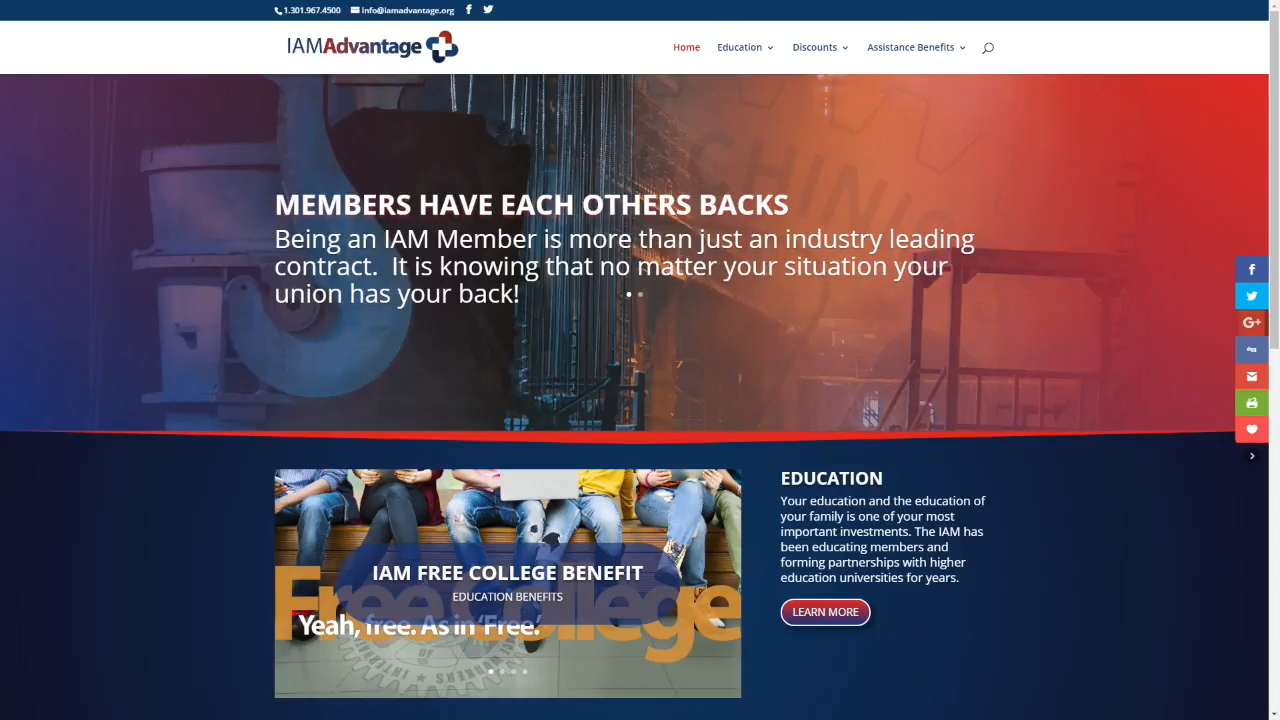 1.301.967.4500 info@iamadvantage.org
IAMAdvantage
Home Education Discounts Assistance Benefits
MEMBERS HAVE EACH OTHERS BACKS
Being an IAM Member is more than just an industry leading
contract. It is knowing that no matter your situation your
union has your back!
G+
IAM FREE COLLEGE BENEFIT
EDUCATION BENEFITS
Free College
Yeah, free. As in 'Free.'
EDUCATION
Your education and the education of
your family is one of your most
important investments. The IAM has
been educating members and
forming partnerships with higher
education universities for years.
LEARN MORE